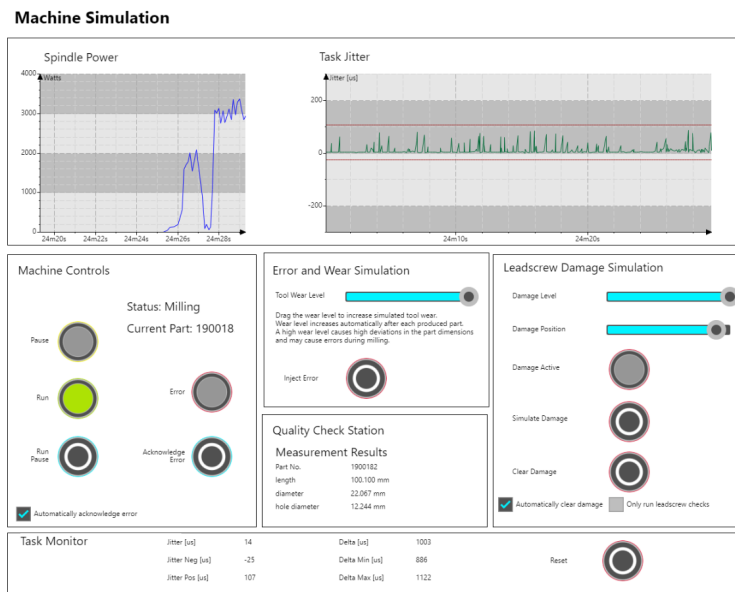 Machine Simulation
Spindle Power
Task Jitter
4000
Watts
3000
2000
1000
0
24m20s 24m22s 24m24s 24m26s 24m28s
Jitter [us]
200
0
-200
24m10s 24m20s
Machine Controls
Status: Milling
Current Part: 190018
Pause
Run
Error
Run
Pause
Acknowledge
Error
Automatically acknowledge error
Error and Wear Simulation
Tool Wear Level
Drag the wear level to increase simulated tool wear.
Wear level increases automatically after each produced part.
A high wear level causes high deviations in the part dimensions
and may cause errors during milling.
Inject Error
Quality Check Station
Measurement Results
Part No. 1900182
length 100.100 mm
diameter 22.067 mm
hole diameter 12.244 mm
Leadscrew Damage Simulation
Damage Level
Damage Position
Damage Active
Simulate Damage
Clear Damage
Automatically clear damage Only run leadscrew checks
Task Monitor
Jitter [us] 14 Delta [us] 1003
Jitter Neg [us] -25 Delta Min [us] 886
Jitter Pos [us] 107 Delta Max [us] 1122
Reset